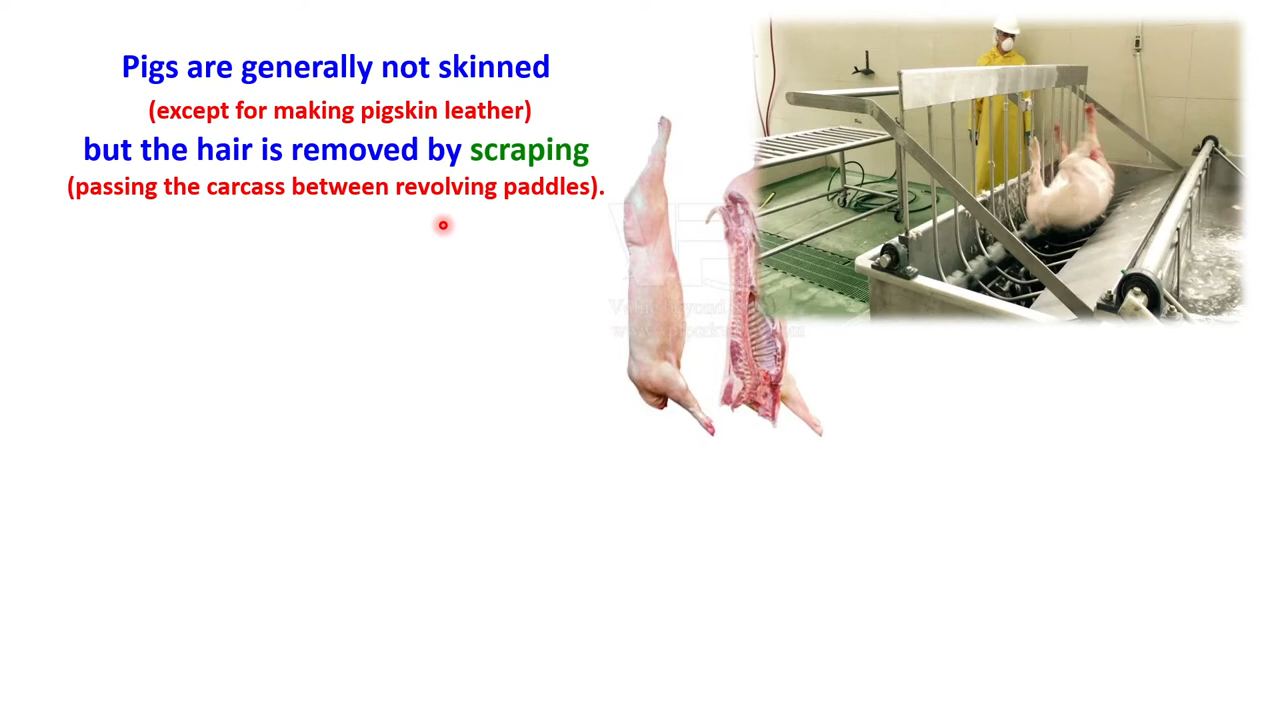 Pigs are generally not skinned
(except for making pigskin leather)
but the hair is removed by scraping
(passing the carcass between revolving paddles).